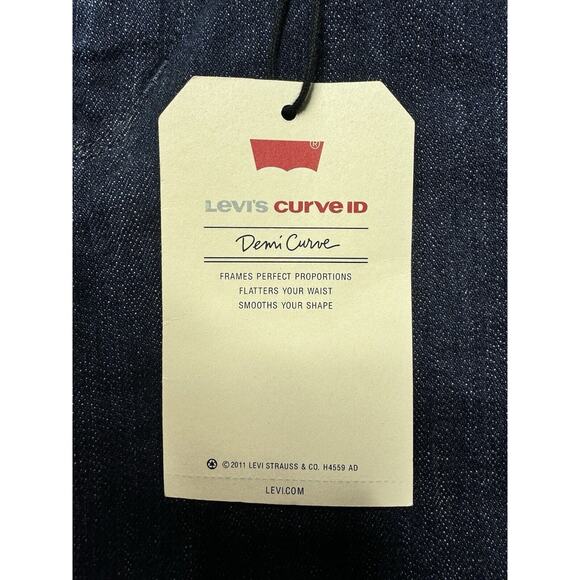 ®
Levi's Curve ID
Demi Curve
FRAMES PERFECT PROPORTIONS
FLATTERS YOUR WAIST
SMOOTHS YOUR SHAPE
©2011 LEVI STRAUSS & CO. H4559 AD
LEVI.COM